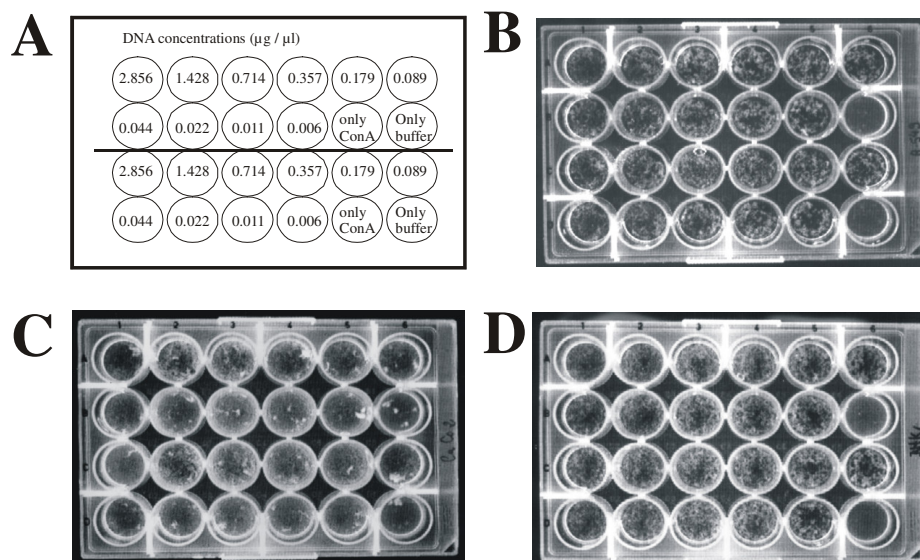 A
DNA concentrations (µg / µl)
2.856 1.428 0.714 0.357 0.179 0.089
0.044 0.022 0.011 0.006 only ConA Only buffer
2.856 1.428 0.714 0.357 0.179 0.089
0.044 0.022 0.011 0.006 only ConA Only buffer
B
C
D